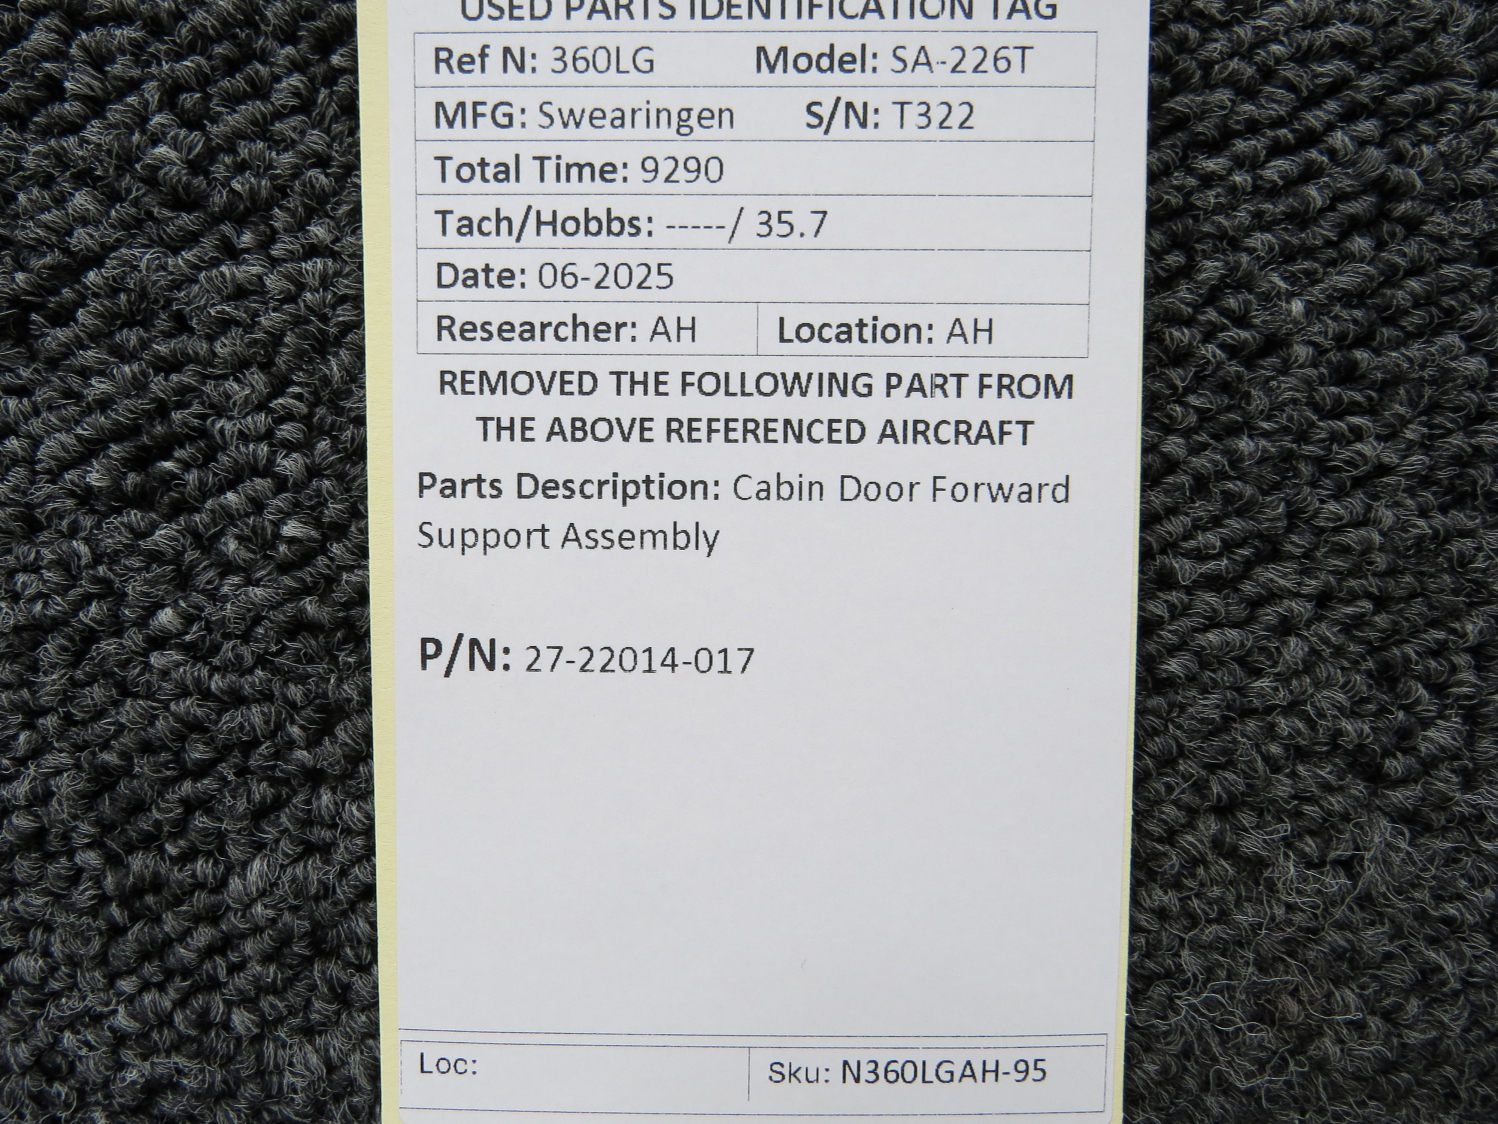 USED PARTS IDENTIFICATION TAG
Ref N: 360LG Model: SA-226T
MFG: Swearingen S/N: T322
Total Time: 9290
Tach/Hobbs: -----/ 35.7
Date: 06-2025
Researcher: AH Location: AH
REMOVED THE FOLLOWING PART FROM
THE ABOVE REFERENCED AIRCRAFT
Parts Description: Cabin Door Forward
Support Assembly
P/N: 27-22014-017
Loc: Sku: N360LGAH-95